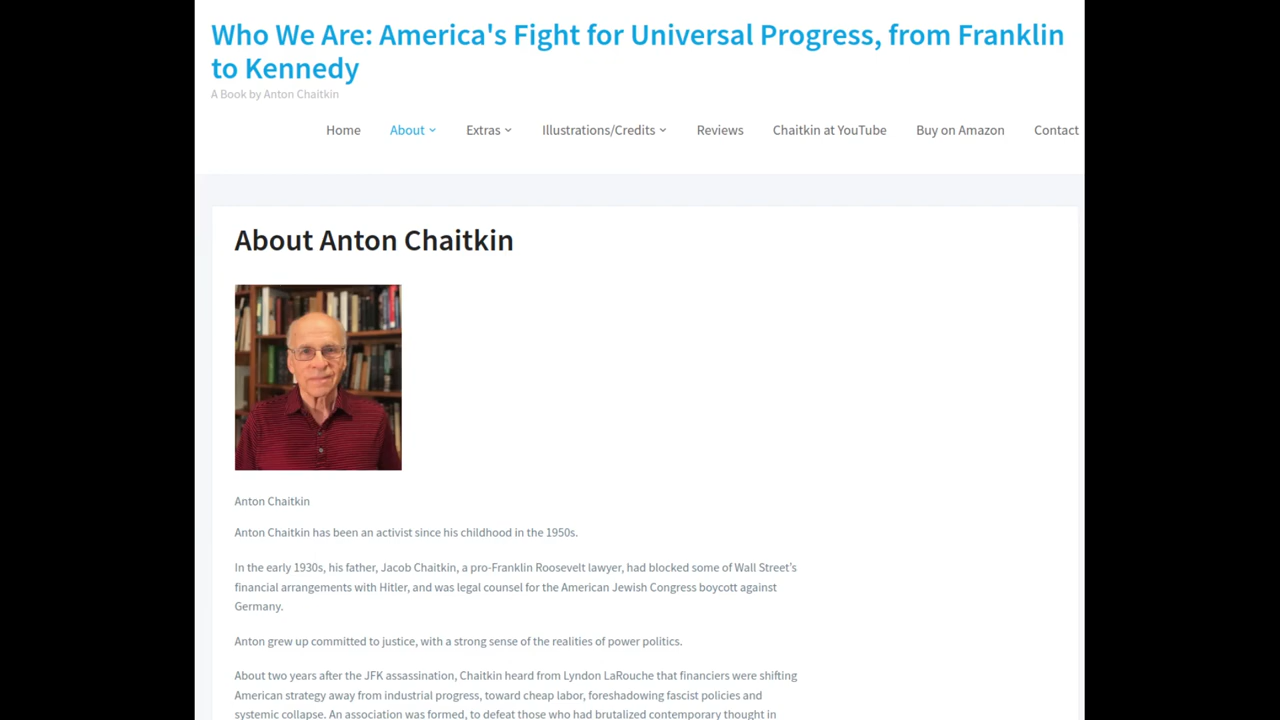 Who We Are: America's Fight for Universal Progress, from Franklin
to Kennedy
A Book by Anton Chaitkin
Home About Extras Illustrations/Credits Reviews Chaitkin at YouTube Buy on Amazon Contact
About Anton Chaitkin
Anton Chaitkin
Anton Chaitkin has been an activist since his childhood in the 1950s.
In the early 1930s, his father, Jacob Chaitkin, a pro-Franklin Roosevelt lawyer, had blocked some of Wall Street’s
financial arrangements with Hitler, and was legal counsel for the American Jewish Congress boycott against
Germany.
Anton grew up committed to justice, with a strong sense of the realities of power politics.
About two years after the JFK assassination, Chaitkin heard from Lyndon LaRouche that financiers were shifting
American strategy away from industrial progress, toward cheap labor, foreshadowing fascist policies and
systemic collapse. An association was formed, to defeat those who had brutalized contemporary thought in